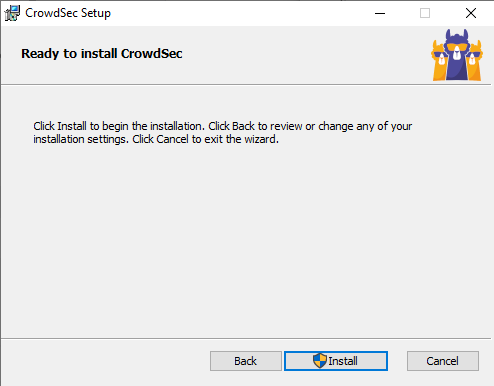 CrowdSec Setup
Ready to install CrowdSec
Click Install to begin the installation. Click Back to review or change any of your
installation settings. Click Cancel to exit the wizard.
Back
Install
Cancel